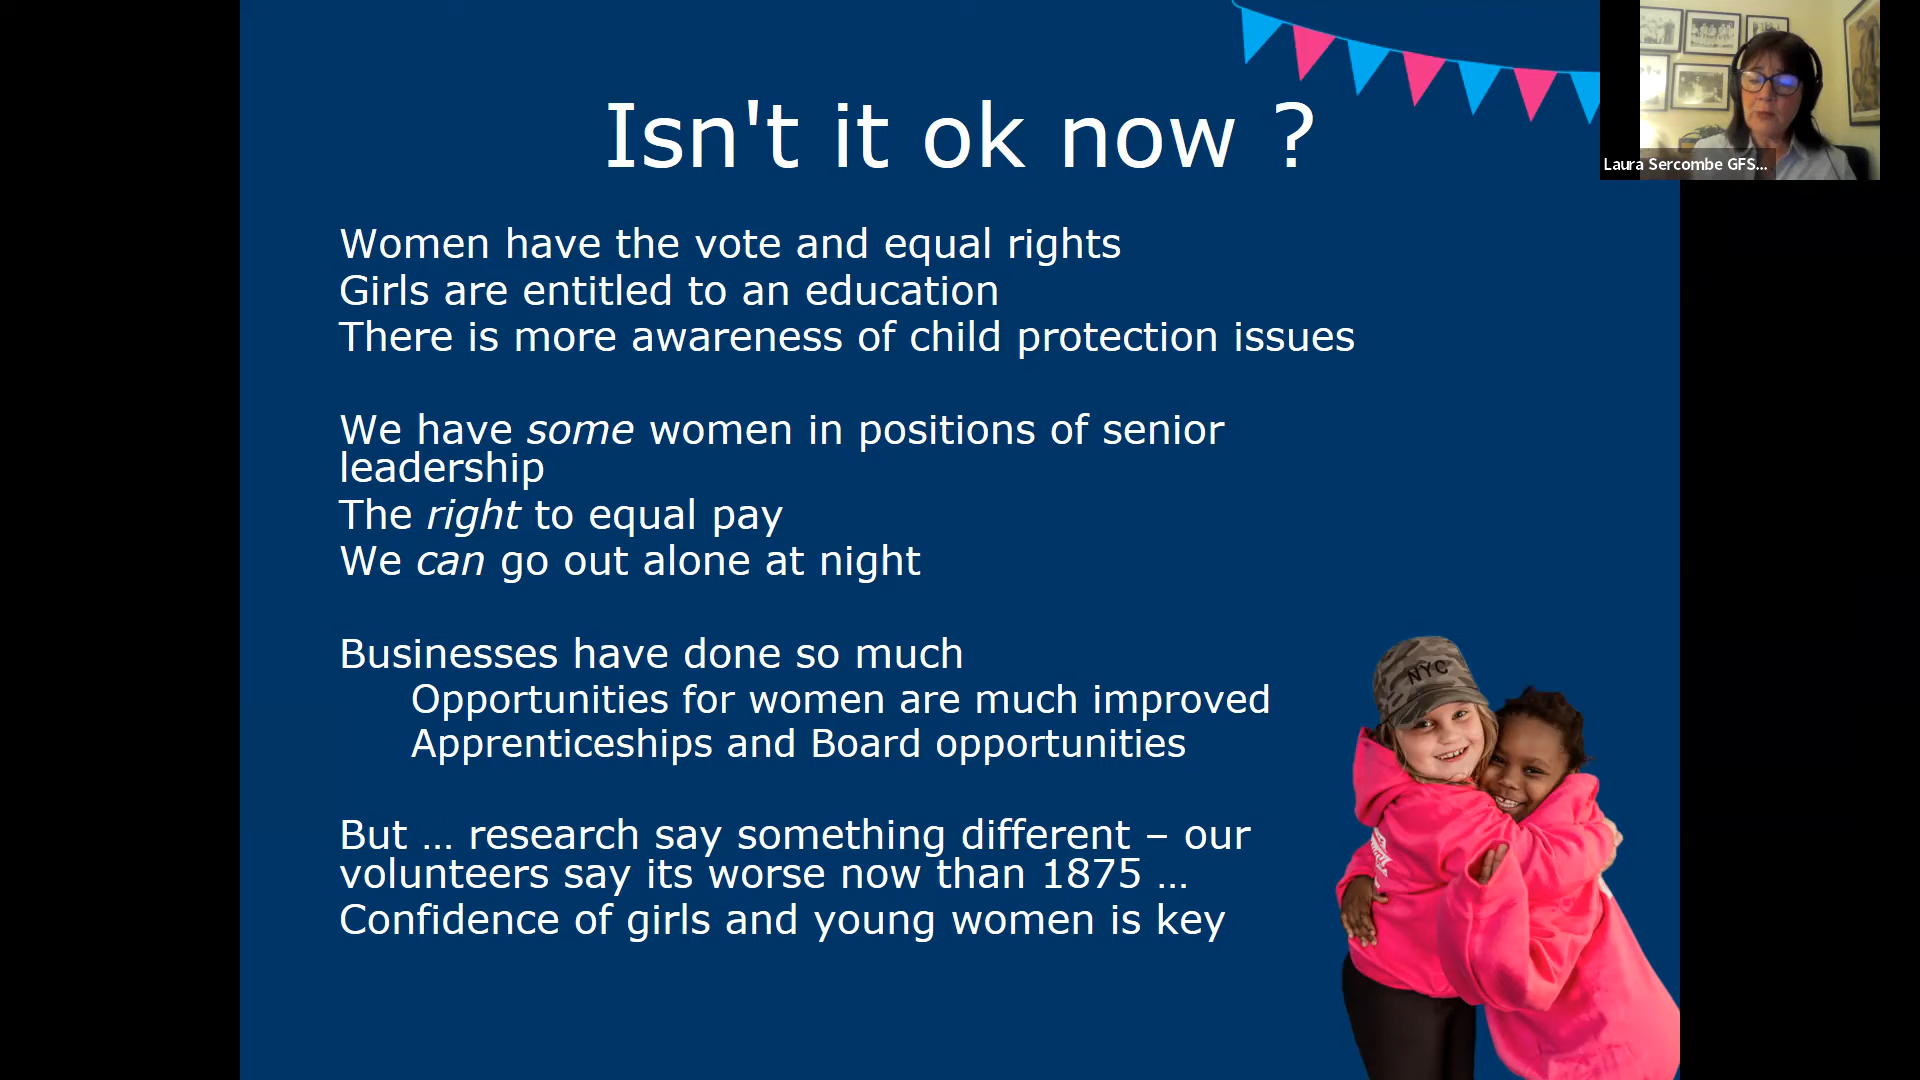 Isn't it ok now ?
Laura Sercombe GFS...
Women have the vote and equal rights
Girls are entitled to an education
There is more awareness of child protection issues
We have some women in positions of senior
leadership
The right to equal pay
We can go out alone at night
Businesses have done so much
Opportunities for women are much improved
Apprenticeships and Board opportunities
But … research say something different – our
volunteers say its worse now than 1875 …
Confidence of girls and young women is key
NYC